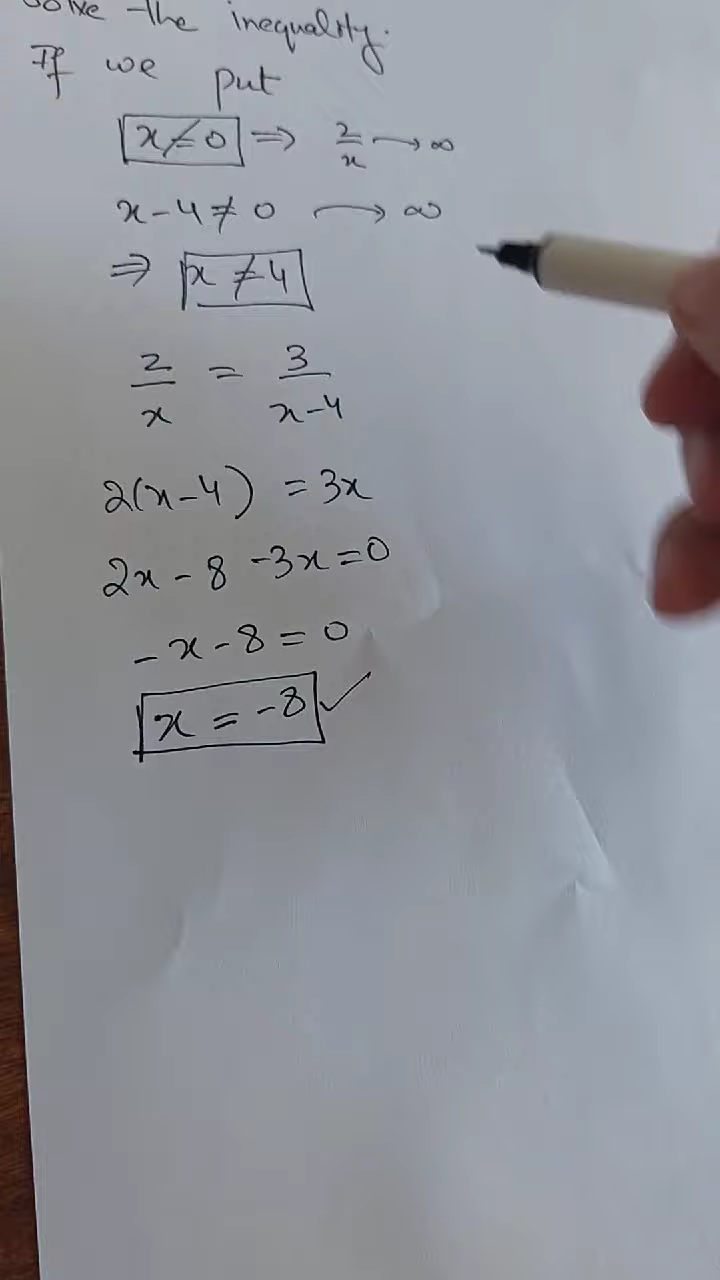 Solve the inequality.
If we put
x ≠ 0 ⇒ 2/x → ∞
x - 4 ≠ 0 → ∞
⇒ x ≠ 4
2/x = 3/x-4
2(x-4) = 3x
2x - 8 - 3x = 0
- x - 8 = 0
x = -8 ✓